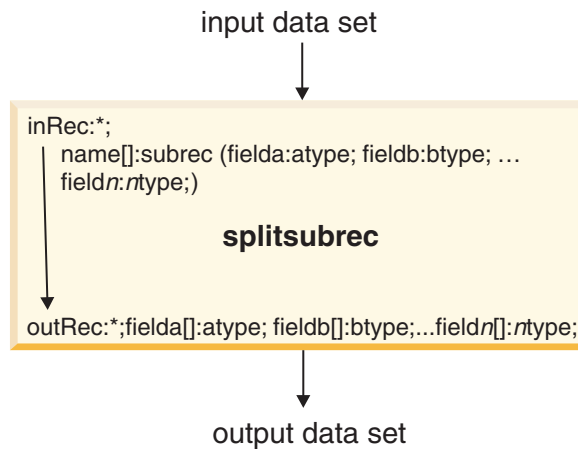 input data set
inRec:*;
name[]:subrec (fielda:atype; fieldb:btype; …
fieldn:ntype;)
splitsubrec
outRec:*;fielda[]:atype; fieldb[]:btype;...fieldn[]:ntype;
output data set